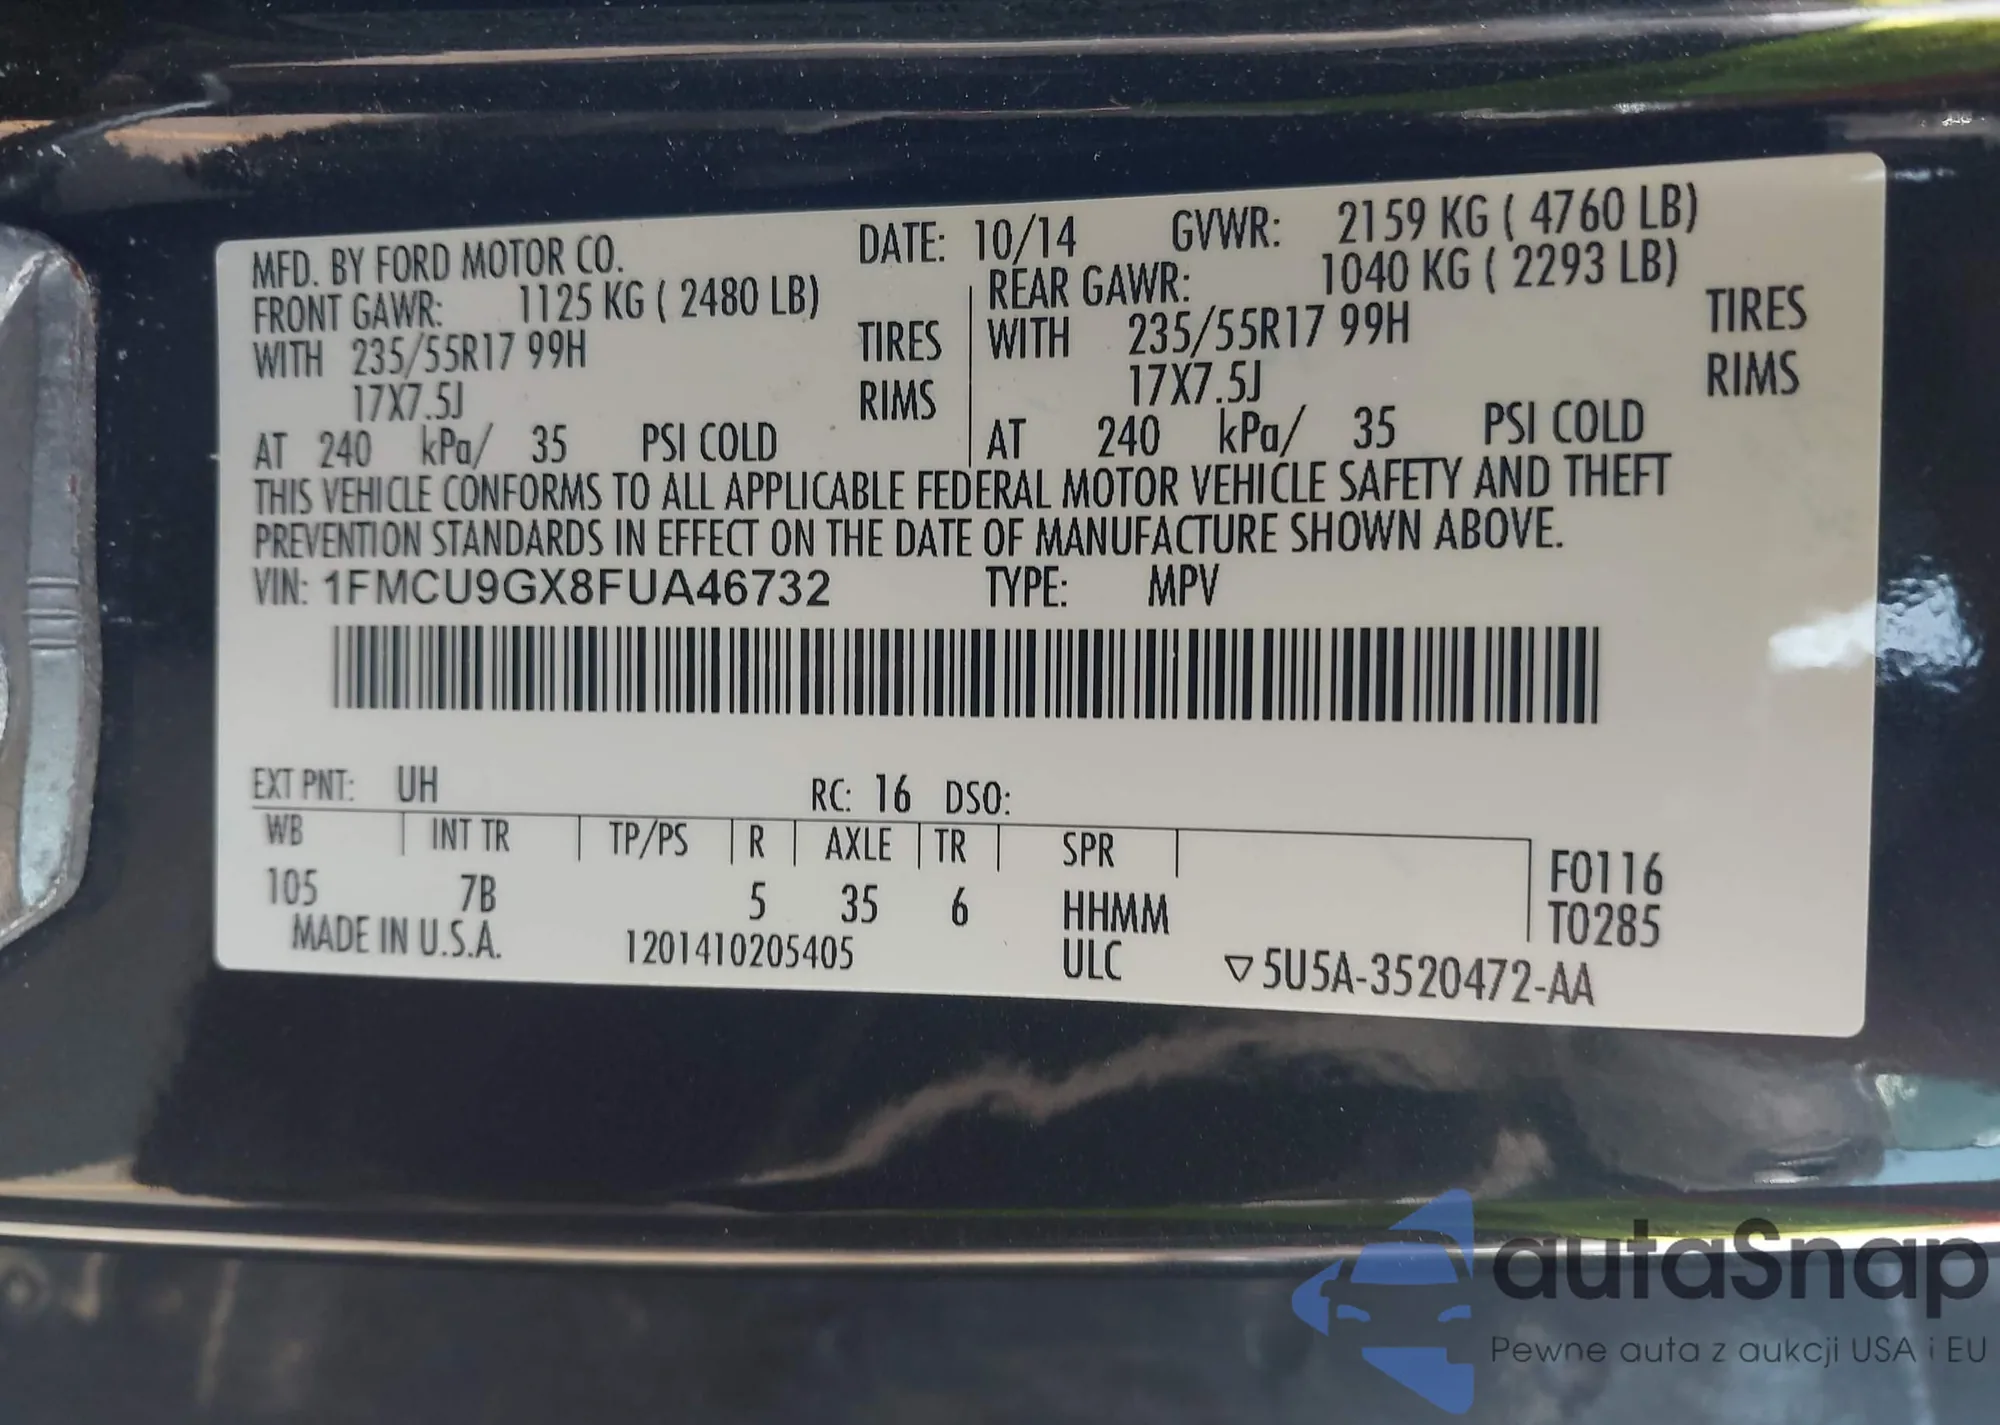 MFD. BY FORD MOTOR CO. DATE: 10/14 GVWR: 2159 KG ( 4760 LB)
FRONT GAWR: 1125 KG ( 2480 LB) REAR GAWR: 1040 KG ( 2293 LB)
WITH 235/55R17 99H TIRES WITH 235/55R17 99H TIRES
17X7.5J RIMS 17X7.5J RIMS
AT 240 kPa/ 35 PSI COLD AT 240 kPa/ 35 PSI COLD
THIS VEHICLE CONFORMS TO ALL APPLICABLE FEDERAL MOTOR VEHICLE SAFETY AND THEFT
PREVENTION STANDARDS IN EFFECT ON THE DATE OF MANUFACTURE SHOWN ABOVE.
VIN: 1FMCU9GX8FUA46732 TYPE: MPV
EXT PNT: UH RC: 16 DSO:
WB INT TR TP/PS R AXLE TR SPR F0116
105 7B 5 35 6 HHMM T0285
MADE IN U.S.A. 1201410205405 ULC ▽5U5A-3520472-AA
autaSnap
Pewne auta z aukcji USA i EU